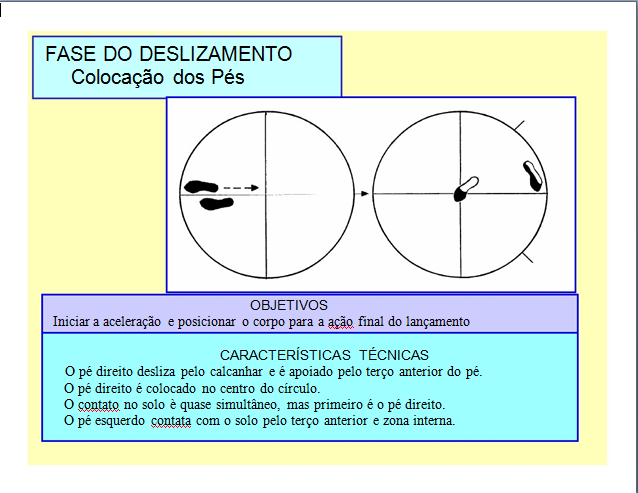 FASE DO DESLIZAMENTO
Colocação dos Pés
OBJETIVOS
Iniciar a aceleração e posicionar o corpo para a ação final do lançamento
CARACTERÍSTICAS TÉCNICAS
O pé direito desliza pelo calcanhar e é apoiado pelo terço anterior do pé.
O pé direito é colocado no centro do círculo.
O contato no solo è quase simultâneo, mas primeiro é o pé direito.
O pé esquerdo contata com o solo pelo terço anterior e zona interna.